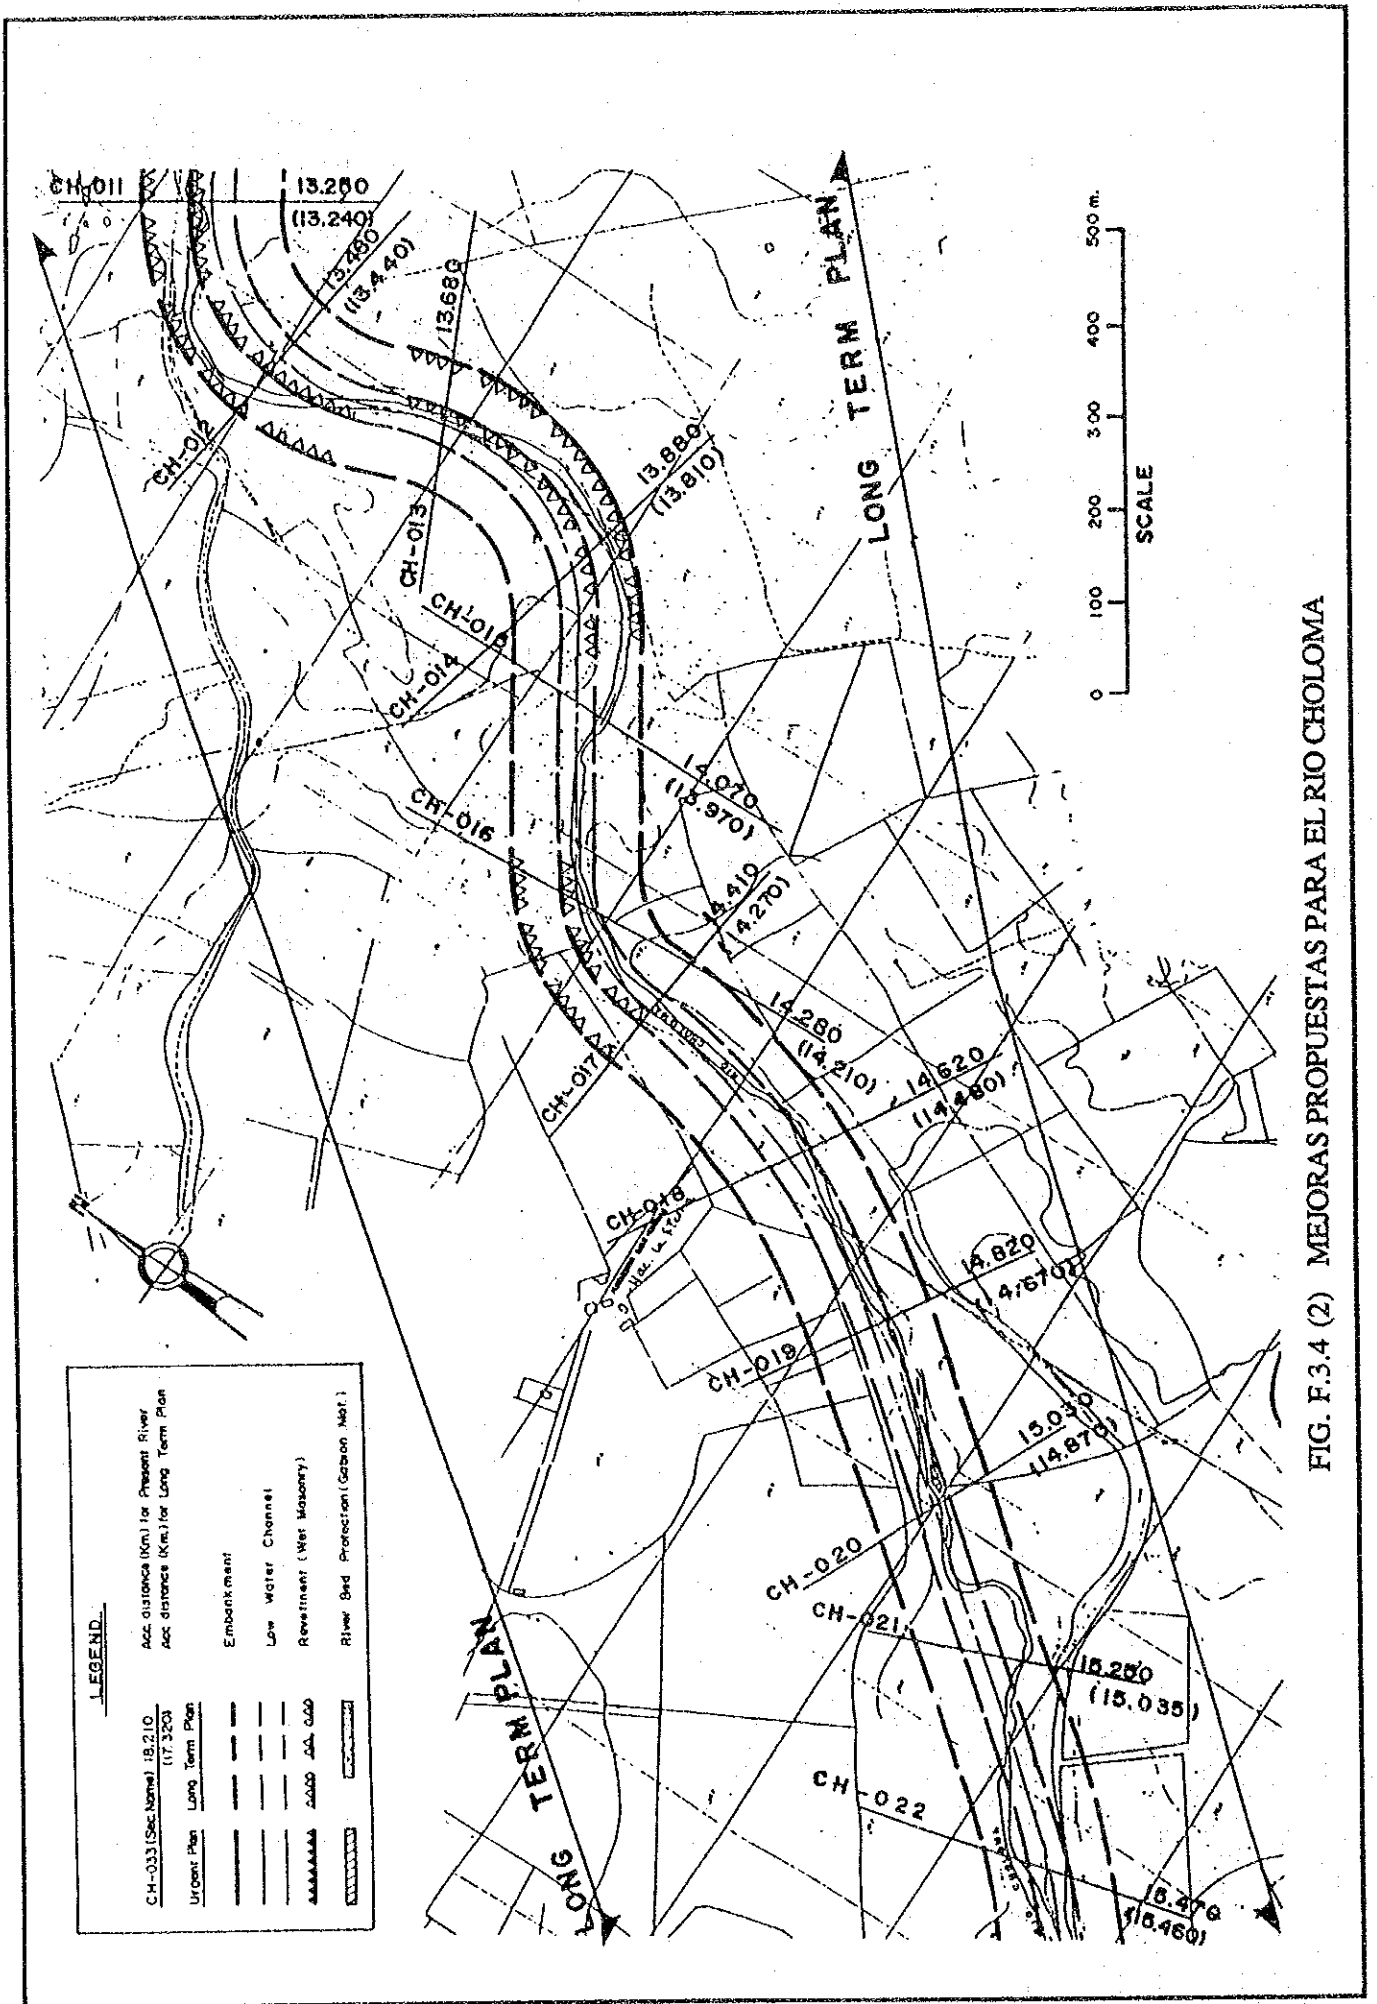 LEGEND
CH-033 (Sec. Name) 18.210 Acc. distance (Km.) for Present River
(17.320) Acc. distance (Km.) for Long Term Plan
Urgent Plan Long Term Plan
Embankment
Low Water Channel
Revetment (Wet Masonry)
River Bed Protection (Gabion Mat.)
N
LONG TERM PLAN
LONG TERM PLAN
CH-011
13.250
(13.240)
CH-012
13.480
(13.440)
CH-013
13.680
CH-014
13.880
(13.810)
CH-015
14.070
(13.970)
CH-016
14.280
(14.210)
CH-017
14.410
(14.270)
CH-018
14.620
(14.480)
CH-019
14.820
(14.670)
CH-020
15.030
(14.875)
CH-021
15.250
(15.035)
CH-022
15.470
(15.460)
RIO
0 100 200 300 400 500 m.
SCALE
FIG. F.3.4 (2) MEJORAS PROPUESTAS PARA EL RIO CHOLOMA